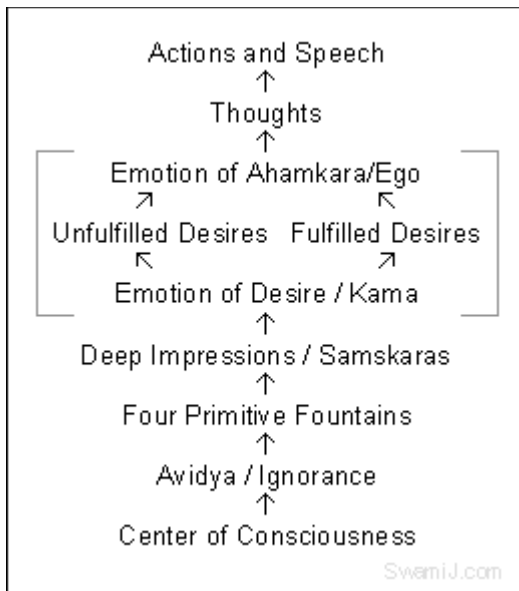 Actions and Speech
Thoughts
Emotion of Ahamkara/Ego
Unfulfilled Desires Fulfilled Desires
Emotion of Desire / Kama
Deep Impressions / Samskaras
Four Primitive Fountains
Avidya / Ignorance
Center of Consciousness
SwamiJ.com